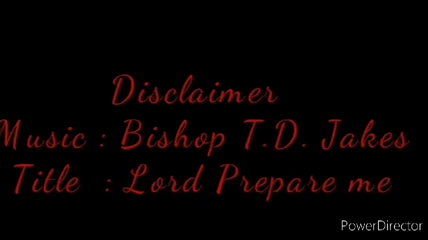 Disclaimer
Music : Bishop T.D. Jakes
Title : Lord Prepare me
PowerDirector